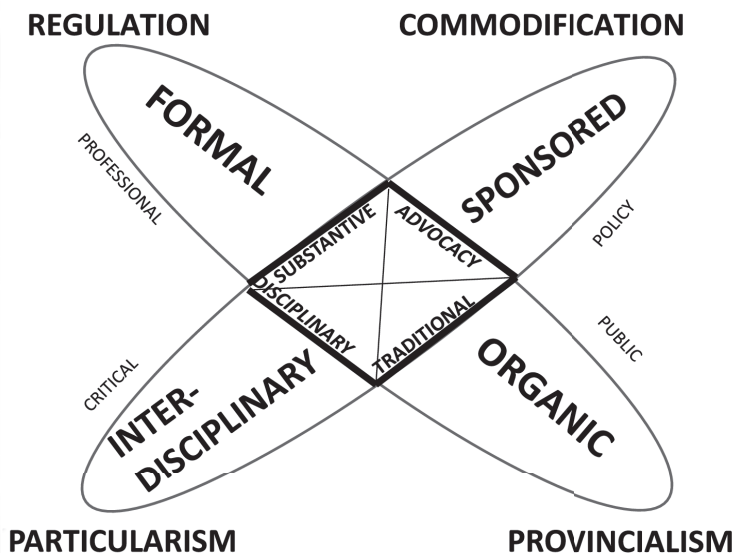 REGULATION
COMMODIFICATION
FORMAL
SPONSORED
PROFESSIONAL
POLICY
SUBSTANTIVE
ADVOCACY
DISCIPLINARY
TRADITIONAL
CRITICAL
PUBLIC
INTER-
DISCIPLINARY
ORGANIC
PARTICULARISM
PROVINCIALISM